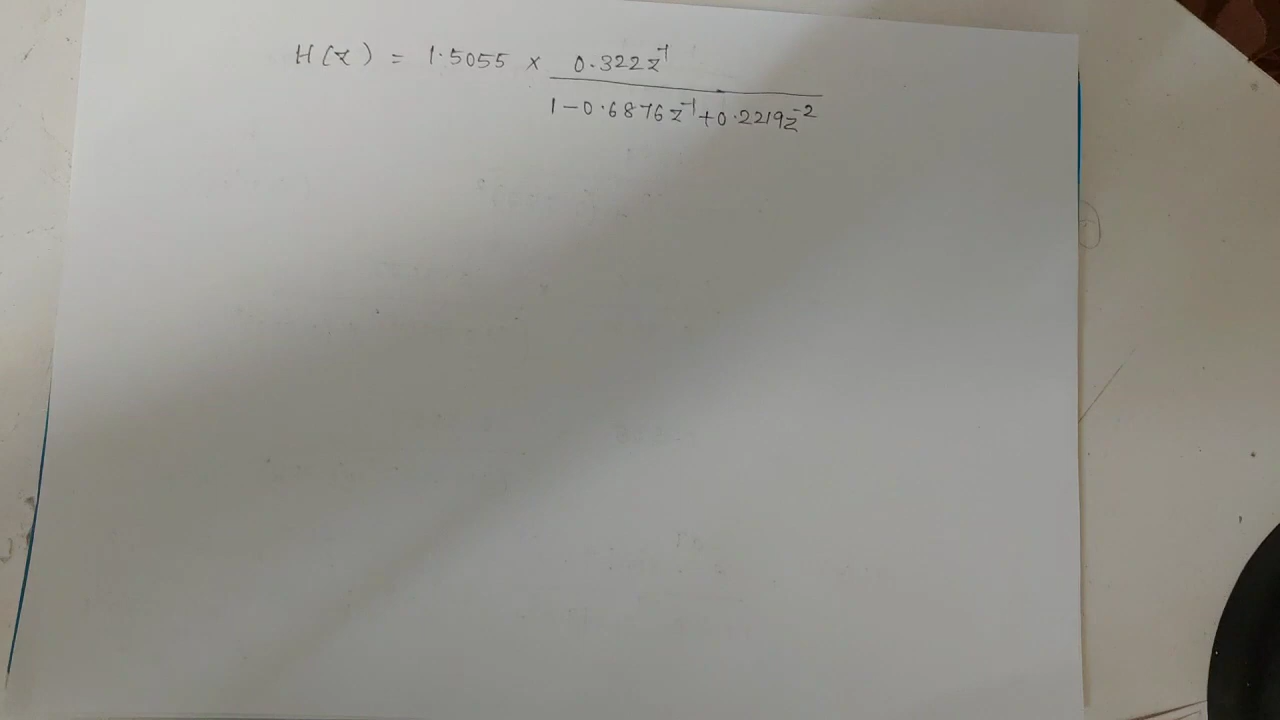 H(z) = 1.5055 × 0.322z⁻¹ / 1-0.6876z⁻¹+0.2219z⁻²